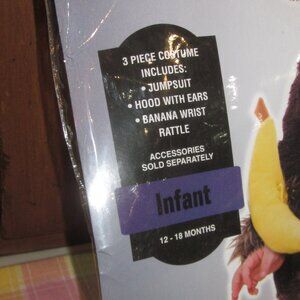 3 PIECE COSTUME
INCLUDES:
• JUMPSUIT
• HOOD WITH EARS
• BANANA WRIST
RATTLE
ACCESSORIES
SOLD SEPARATELY
Infant
12 - 18 MONTHS